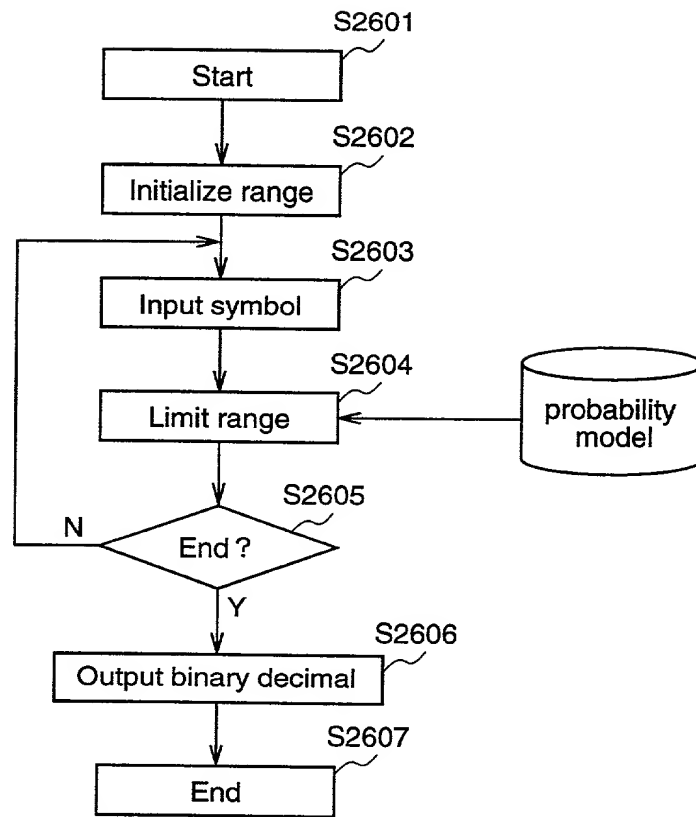 S2601
Start
S2602
Initialize range
S2603
Input symbol
S2604
Limit range
probability
model
S2605
N
End ?
Y
S2606
Output binary decimal
S2607
End